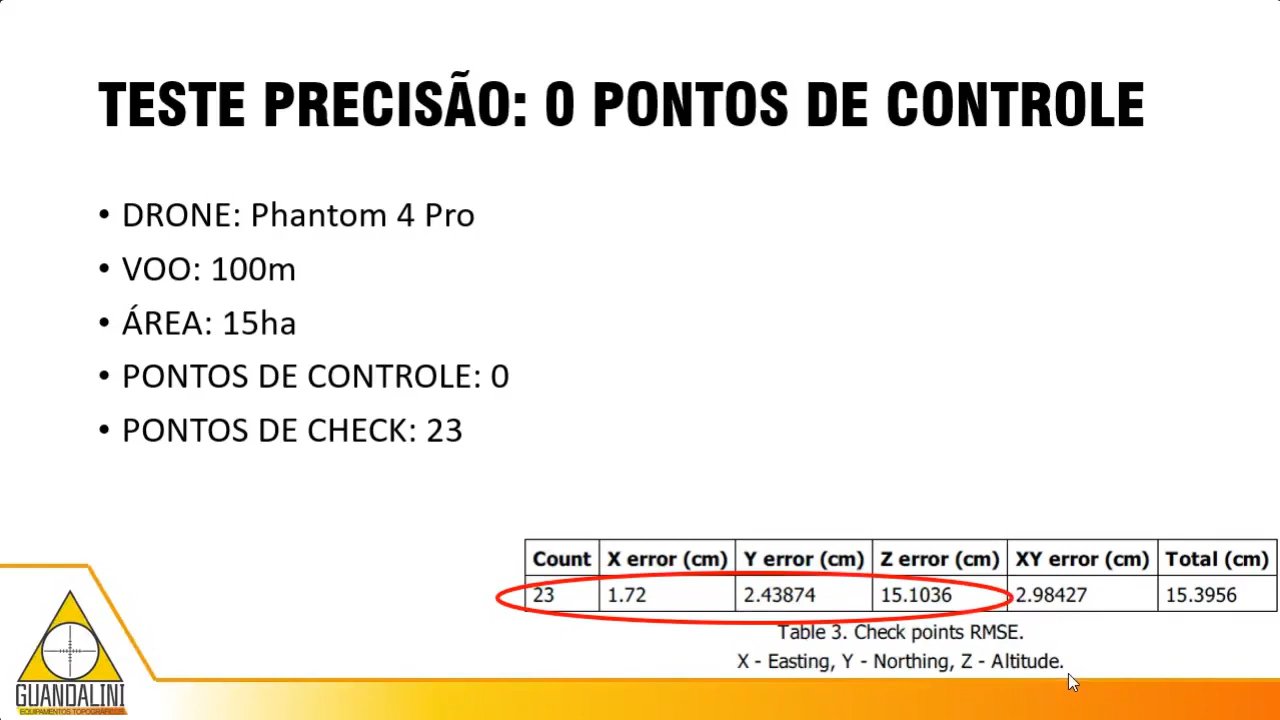 TESTE PRECISÃO: 0 PONTOS DE CONTROLE
• DRONE: Phantom 4 Pro
• VOO: 100m
• ÁREA: 15ha
• PONTOS DE CONTROLE: 0
• PONTOS DE CHECK: 23
Count X error (cm) Y error (cm) Z error (cm) XY error (cm) Total (cm)
23 1.72 2.43874 15.1036 2.98427 15.3956
Table 3. Check points RMSE.
X - Easting, Y - Northing, Z - Altitude.
GUANDALINI
EQUIPAMENTOS TOPOGRÁFICOS